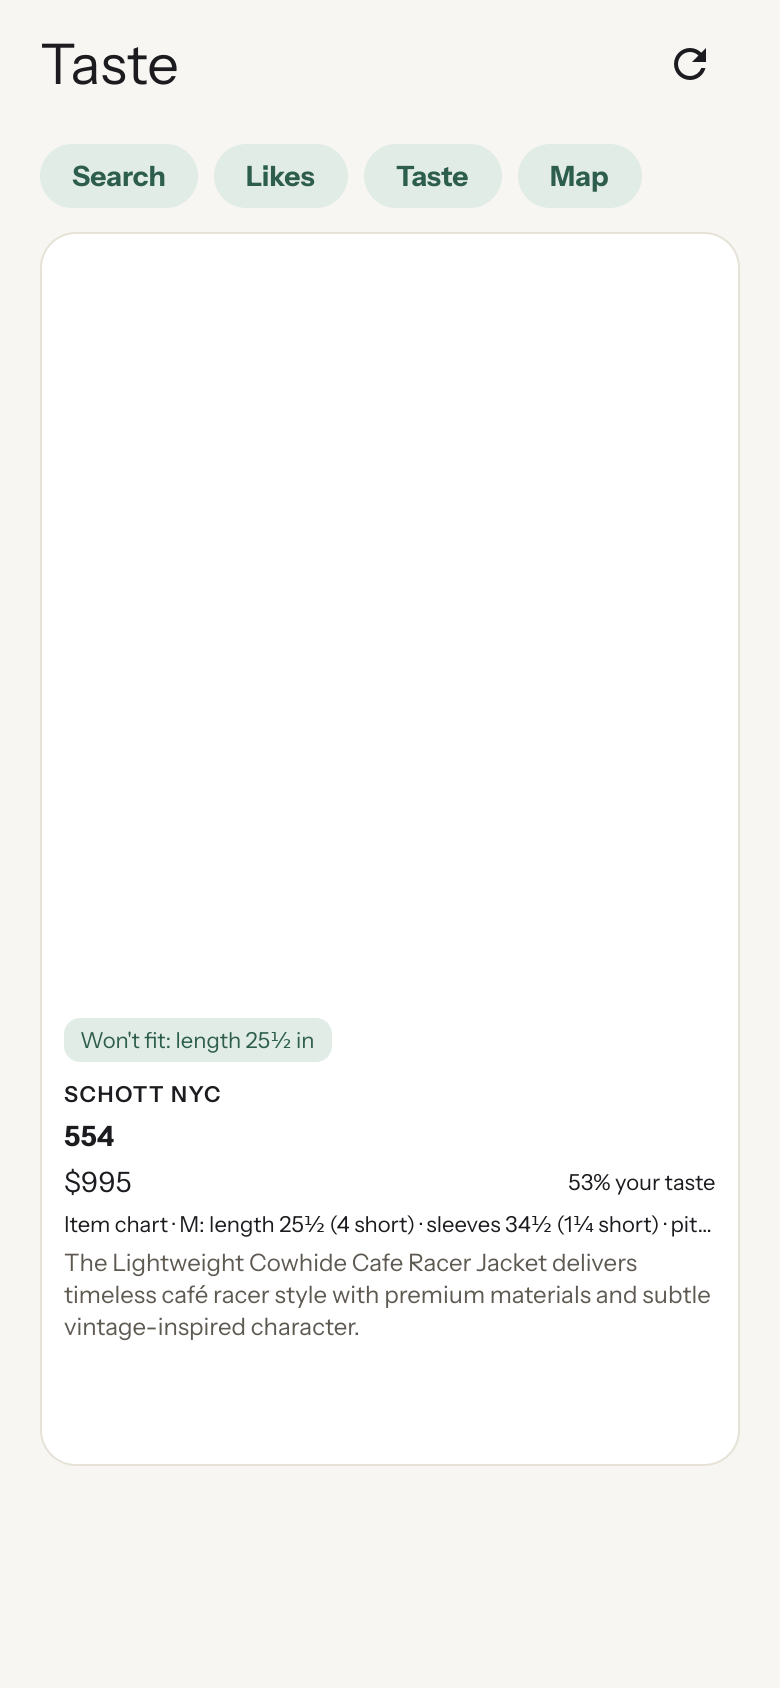 Taste
Search
Likes
Taste
Map
Won't fit: length 25½ in
SCHOTT NYC
554
$995
53% your taste
Item chart · M: length 25½ (4 short) · sleeves 34½ (1¼ short) · pit...
The Lightweight Cowhide Cafe Racer Jacket delivers
timeless café racer style with premium materials and subtle
vintage-inspired character.